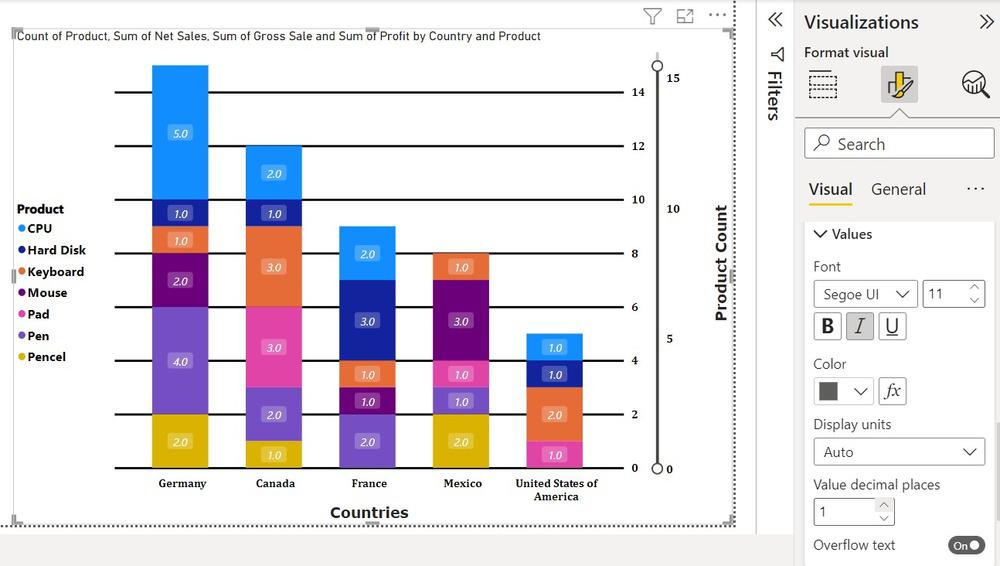 Count of Product, Sum of Net Sales, Sum of Gross Sale and Sum of Profit by Country and Product
Product
CPU
Hard Disk
Keyboard
Mouse
Pad
Pen
Pencel
5.0
1.0
1.0
2.0
4.0
2.0
2.0
1.0
3.0
3.0
2.0
1.0
2.0
3.0
1.0
1.0
2.0
1.0
3.0
1.0
1.0
2.0
1.0
1.0
2.0
1.0
14
12
10
8
6
4
2
0
15
10
5
0
Product Count
Germany
Canada
France
Mexico
United States of
America
Countries
Filters
Visualizations
Format visual
Search
Visual General
Values
Font
Segoe UI 11
B I U
Color
fx
Display units
Auto
Value decimal places
1
Overflow text On